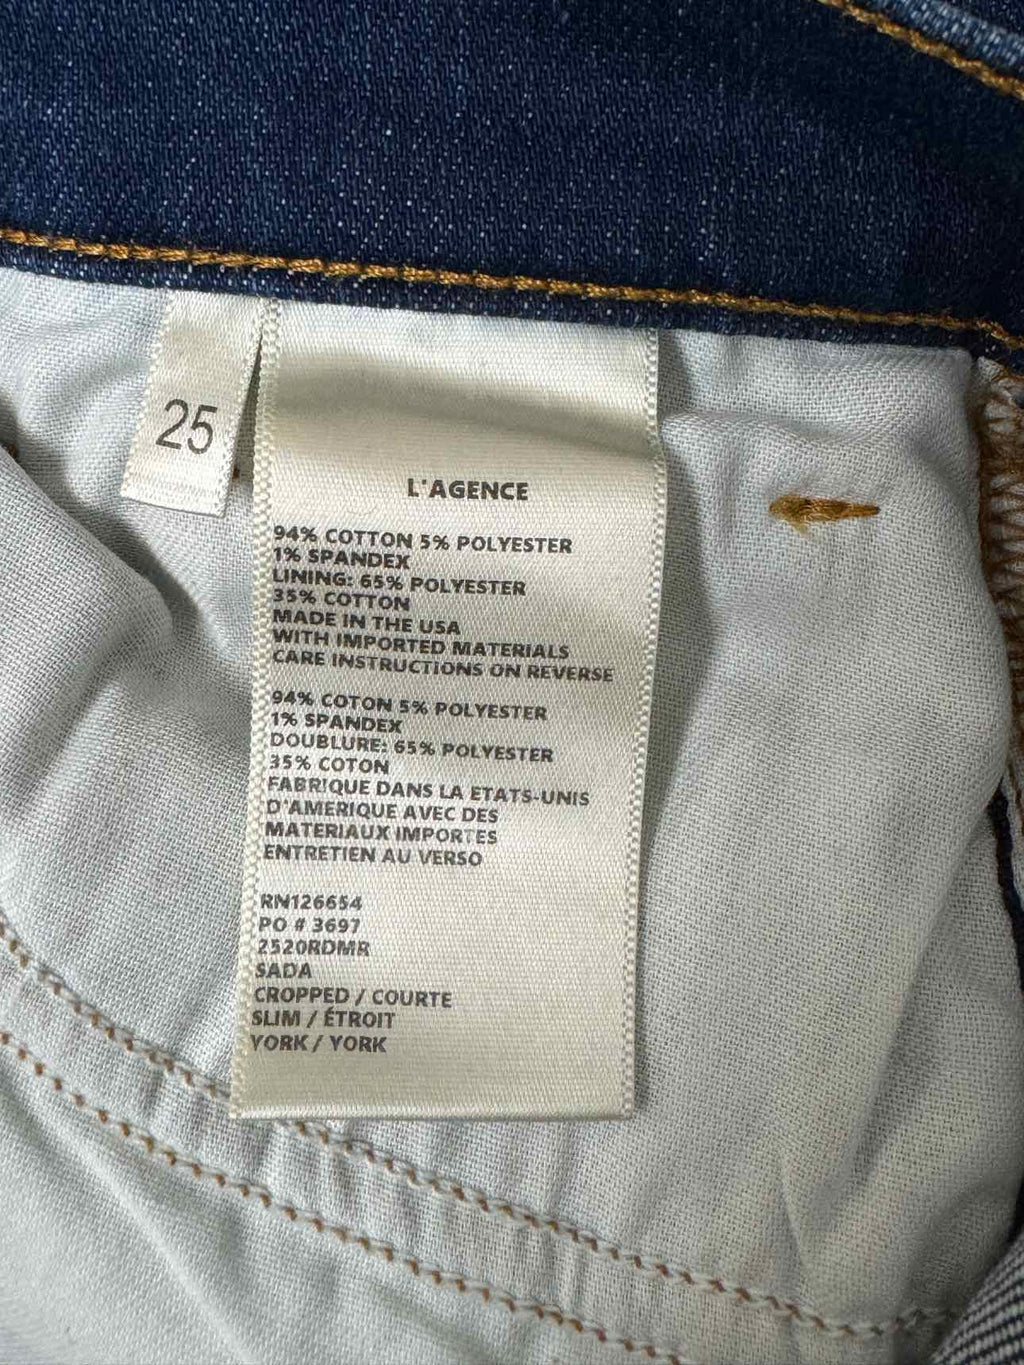 25
L'AGENCE
94% COTTON 5% POLYESTER
1% SPANDEX
LINING: 65% POLYESTER
35% COTTON
MADE IN THE USA
WITH IMPORTED MATERIALS
CARE INSTRUCTIONS ON REVERSE
94% COTON 5% POLYESTER
1% SPANDEX
DOUBLURE: 65% POLYESTER
35% COTON
FABRIQUE DANS LA ETATS-UNIS
D'AMERIQUE AVEC DES
MATERIAUX IMPORTES
ENTRETIEN AU VERSO
RN126654
PO # 3697
2520RDMR
SADA
CROPPED / COURTE
SLIM / ÉTROIT
YORK / YORK